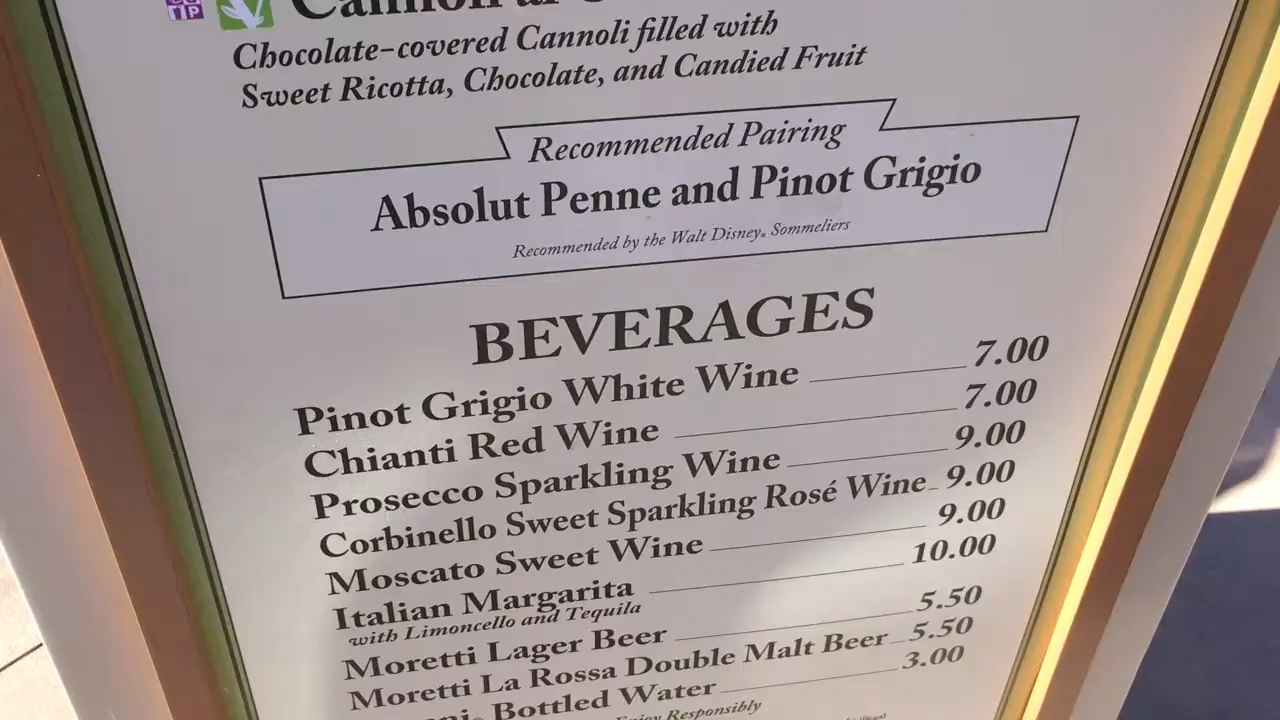 Chocolate-covered Cannoli filled with
Sweet Ricotta, Chocolate, and Candied Fruit
Recommended Pairing
Absolut Penne and Pinot Grigio
Recommended by the Walt Disney® Sommeliers
BEVERAGES
Pinot Grigio White Wine 7.00
Chianti Red Wine 7.00
Prosecco Sparkling Wine 9.00
Corbinello Sweet Sparkling Rosé Wine 9.00
Moscato Sweet Wine 9.00
Italian Margarita 10.00
with Limoncello and Tequila
Moretti Lager Beer 5.50
Moretti La Rossa Double Malt Beer 5.50
Bottled Water 3.00
Enjoy Responsibly